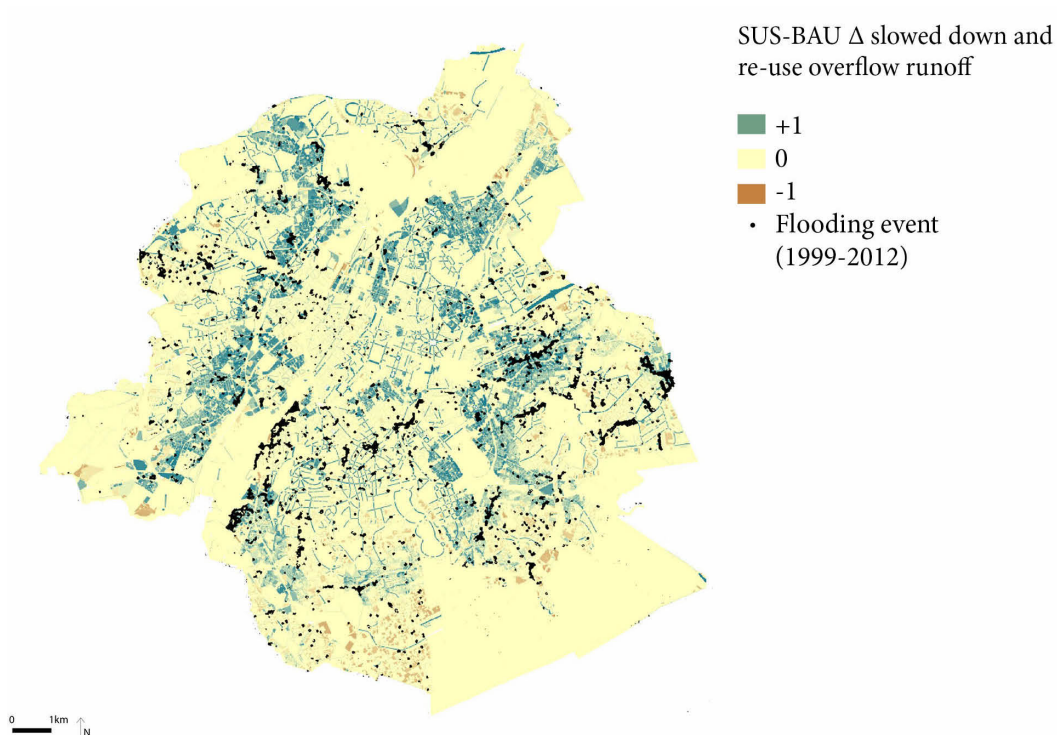 SUS-BAU Δ slowed down and
re-use overflow runoff
+1
0
-1
Flooding event
(1999-2012)
0 1km
N